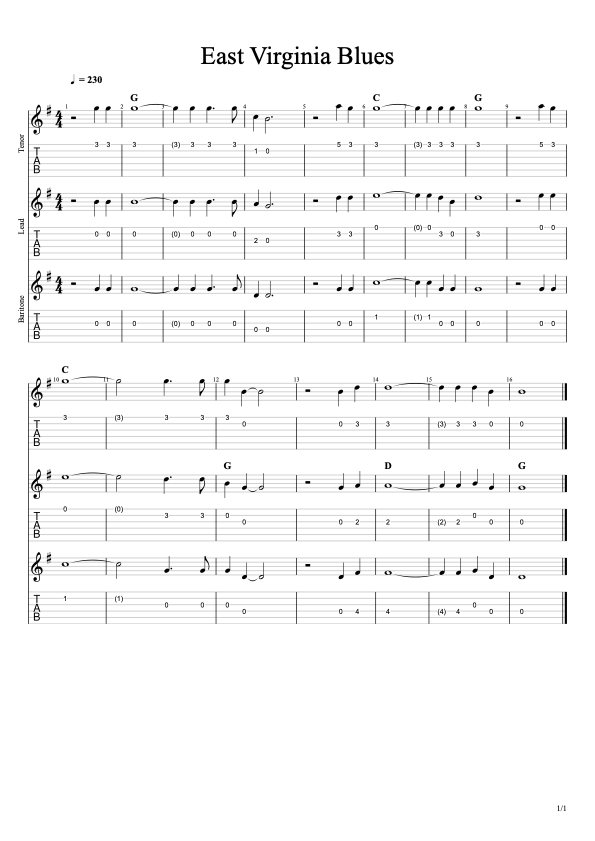 East Virginia Blues
♩ = 230
G C G
1 2 3 4 5 6 7 8 9
4/4
Tenor
T A B 3 3 3 (3) 3 3 3 1 0 5 3 3 (3) 3 3 3 3 5 3
4/4
Lead
T A B 0 0 0 (0) 0 0 0 2 0 3 3 0 (0) 0 3 0 3 0 0
4/4
Baritone
T A B 0 0 0 (0) 0 0 0 0 0 0 0 1 (1) 1 0 0 0 0 0
C
10 11 12 13 14 15 16
T A B 3 (3) 3 3 3 0 0 3 3 (3) 3 3 0 0
G D G
T A B 0 (0) 3 3 0 0 0 2 2 (2) 2 0 0 0
T A B 1 (1) 0 0 0 0 0 4 4 (4) 4 0 0 0
1/1